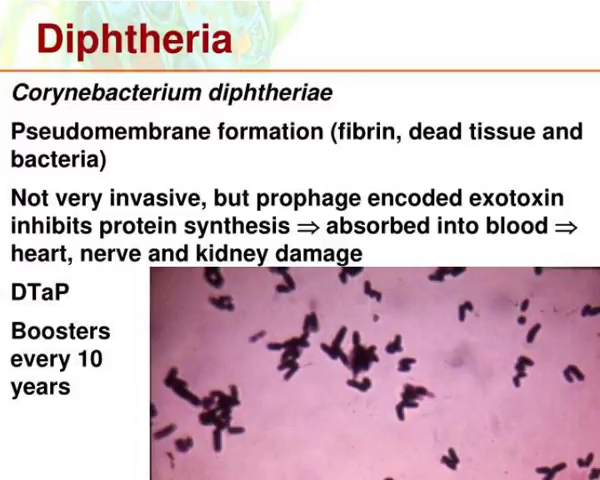 Diphtheria
Corynebacterium diphtheriae
Pseudomembrane formation (fibrin, dead tissue and
bacteria)
Not very invasive, but prophage encoded exotoxin
inhibits protein synthesis ⇒ absorbed into blood ⇒
heart, nerve and kidney damage
DTaP
Boosters
every 10
years